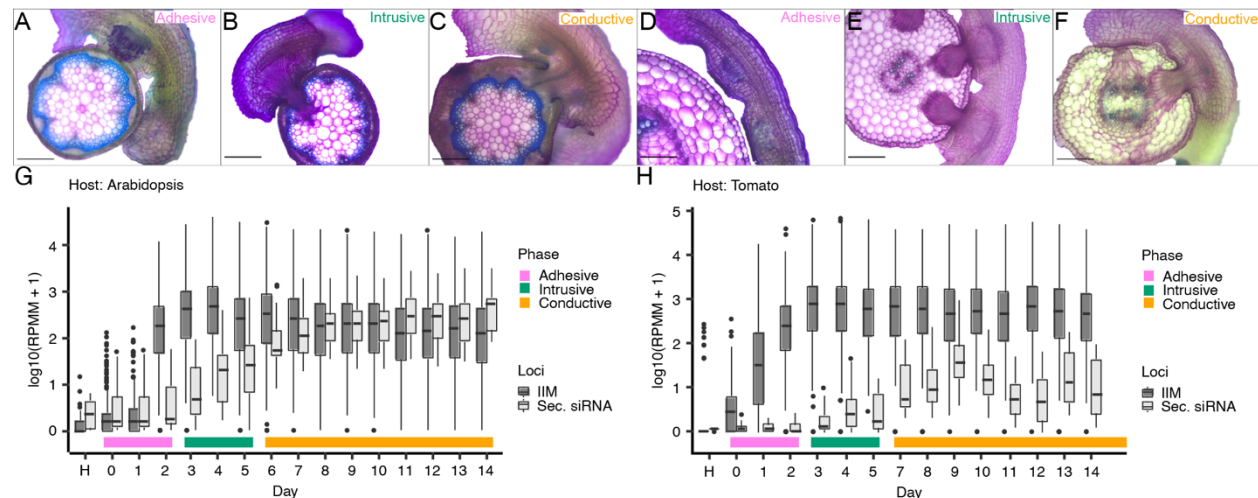 A Adhesive B Intrusive C Conductive D Adhesive E Intrusive F Conductive
G Host: Arabidopsis
log10(RPMM + 1)
4
3
2
1
0
H 0 1 2 3 4 5 6 7 8 9 10 11 12 13 14
Day
Phase
Adhesive
Intrusive
Conductive
Loci
IIM
Sec. siRNA
H Host: Tomato
log10(RPMM + 1)
5
4
3
2
1
0
H 0 1 2 3 4 5 7 8 9 10 11 12 13 14
Day
Phase
Adhesive
Intrusive
Conductive
Loci
IIM
Sec. siRNA